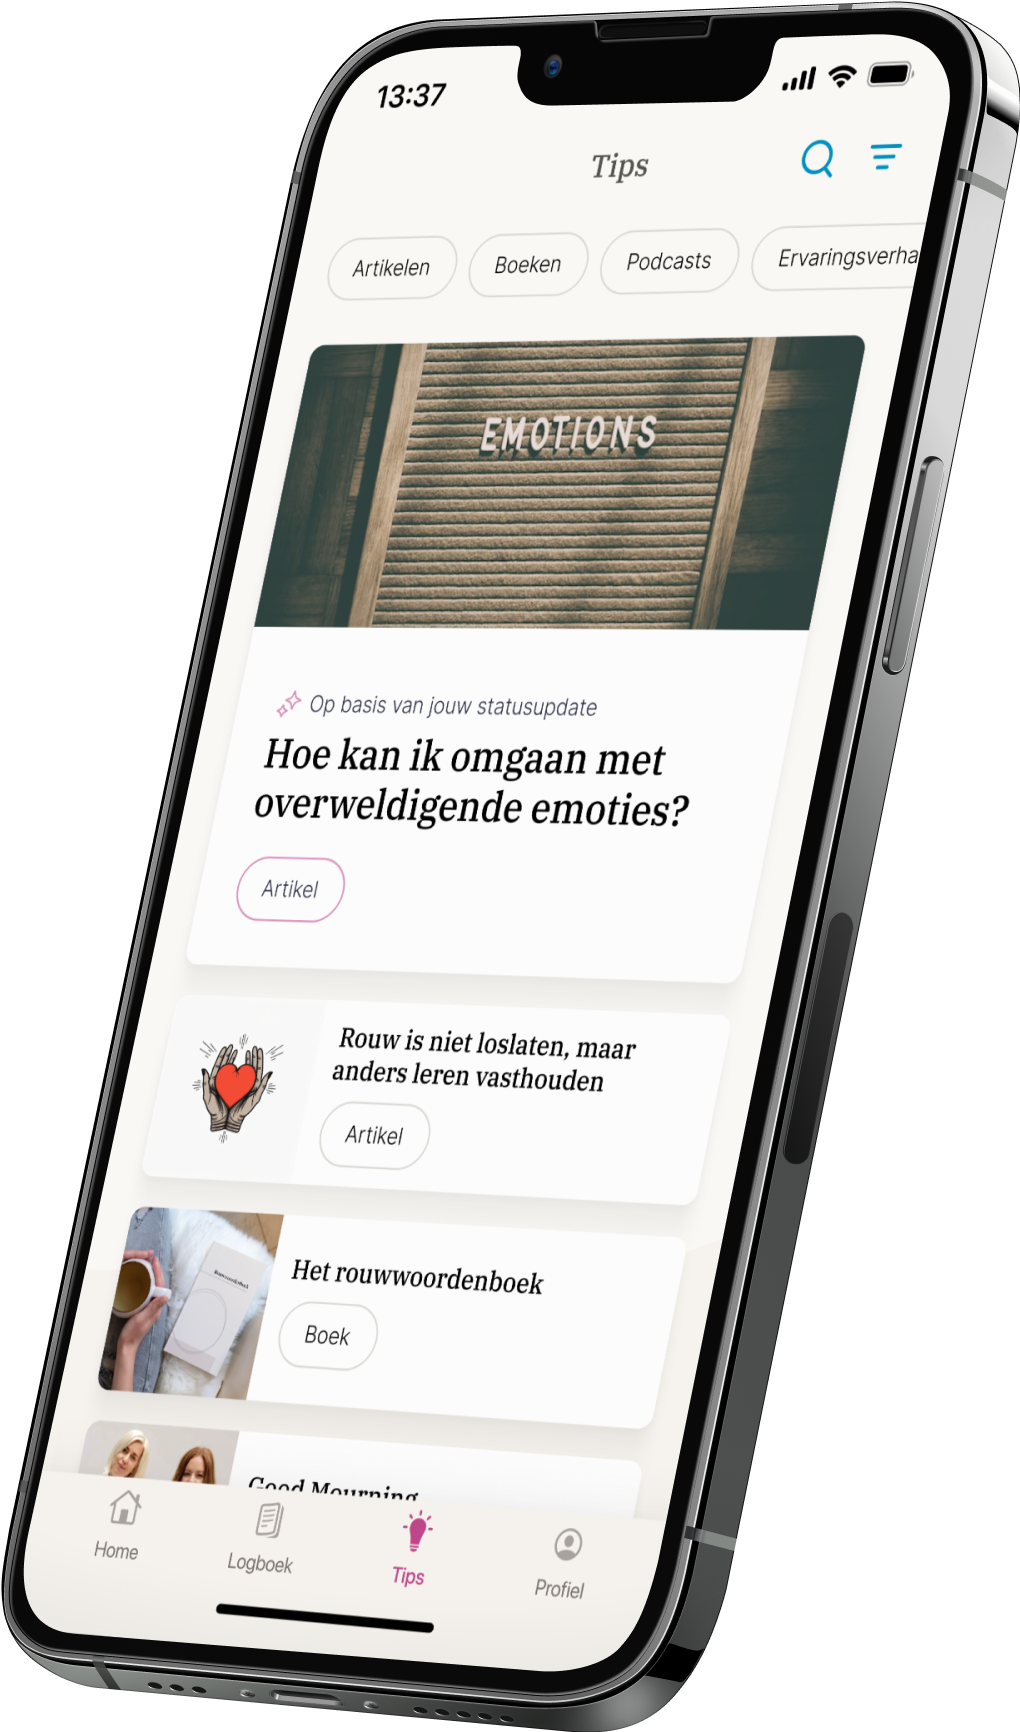 13:37
Tips
Artikelen
Boeken
Podcasts
Ervaringsverha
EMOTIONS
Op basis van jouw statusupdate
Hoe kan ik omgaan met
overweldigende emoties?
Artikel
Rouw is niet loslaten, maar
anders leren vasthouden
Artikel
Het rouwwoordenboek
Boek
Good Mourning
Home
Logboek
Tips
Profiel